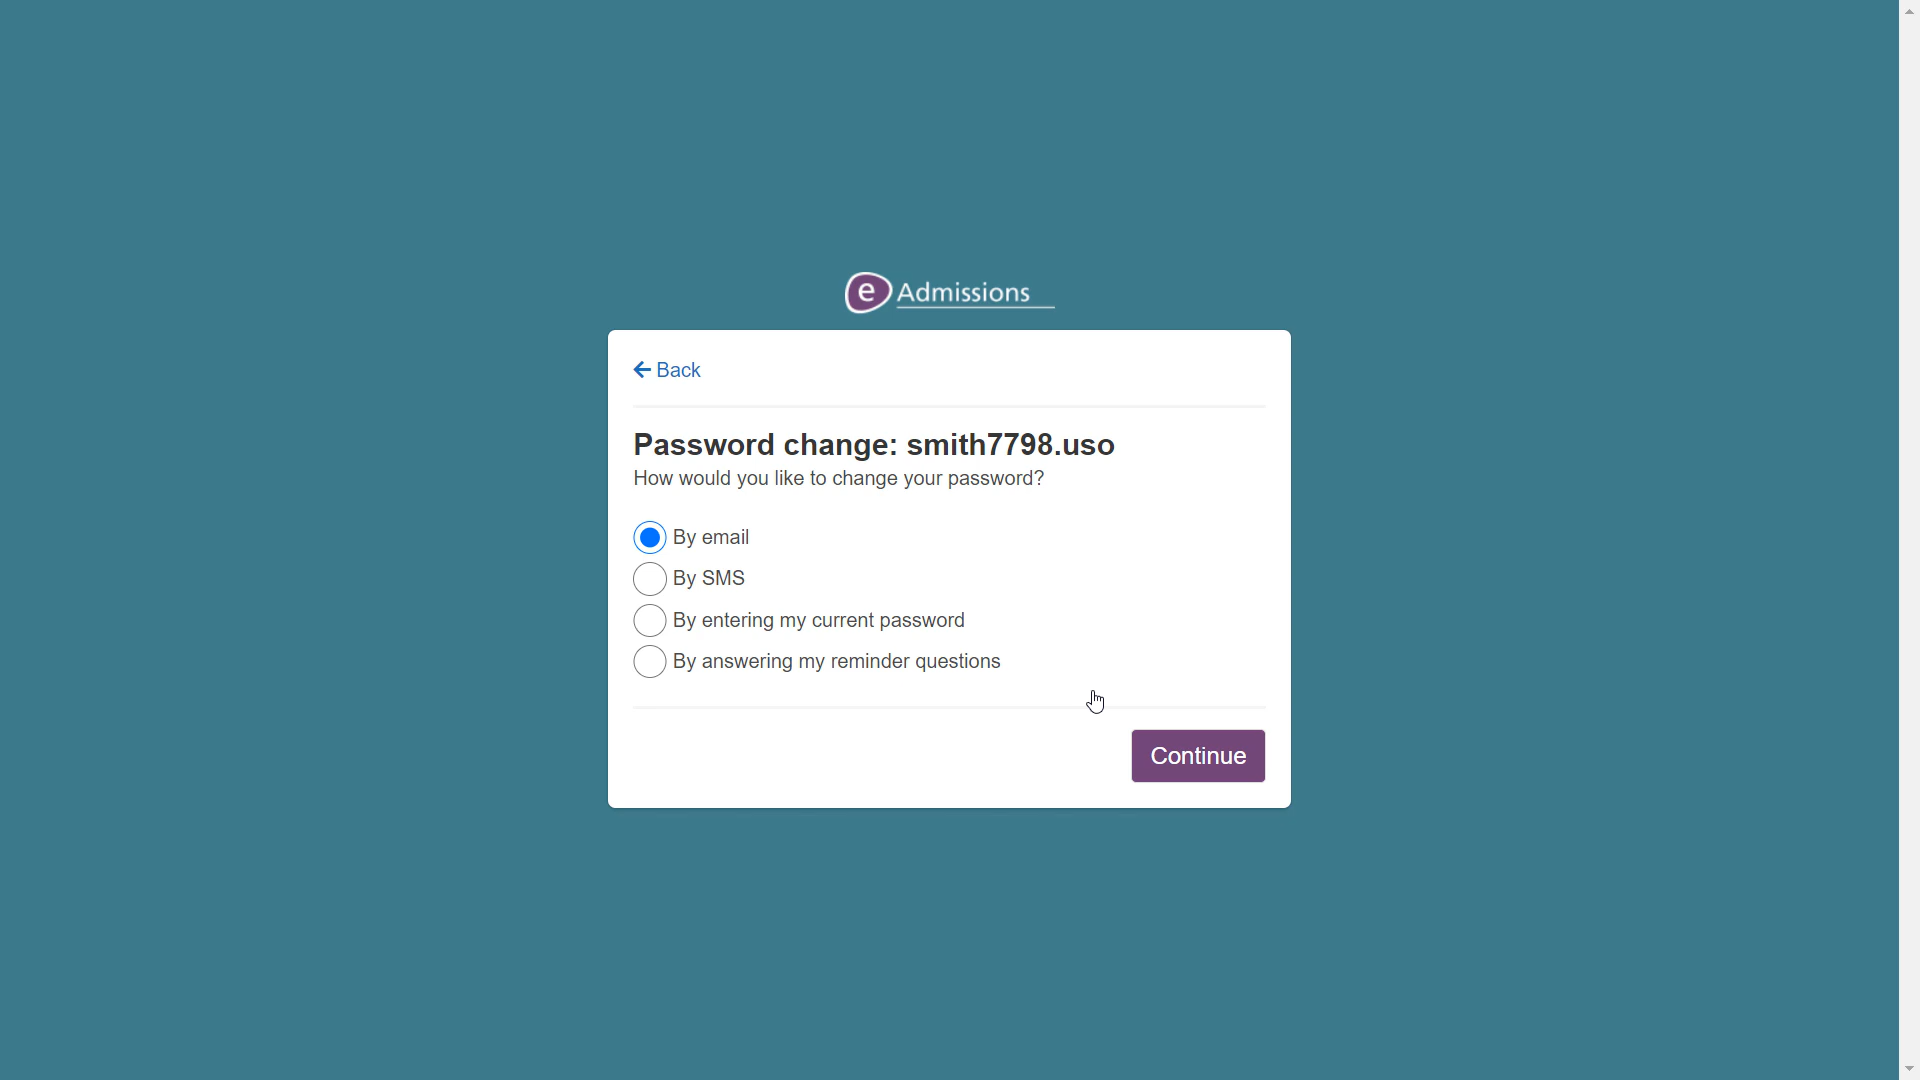 e Admissions
Back
Password change: smith7798.uso
How would you like to change your password?
By email
By SMS
By entering my current password
By answering my reminder questions
Continue